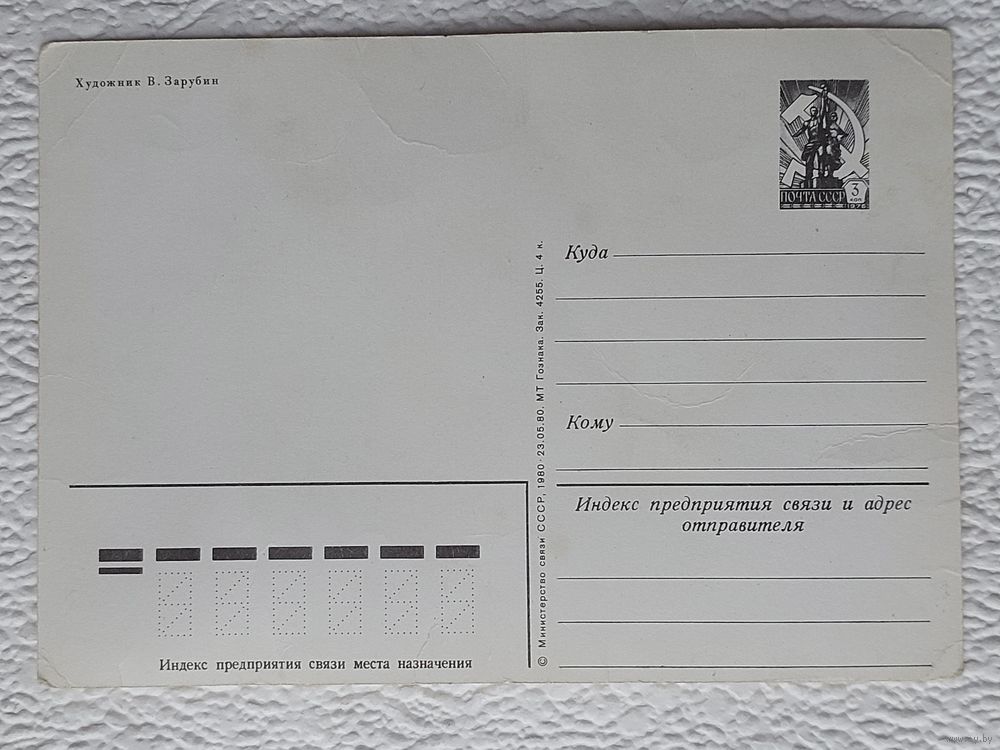 Художник В. Зарубин
ПОЧТА СССР
3
коп
1976
Куда
Кому
Индекс предприятия связи и адрес
отправителя
© Министерство связи СССР, 1980 · 23.05.80. МТ Гознака. Зак. 4255. Ц. 4 к.
Индекс предприятия связи места назначения